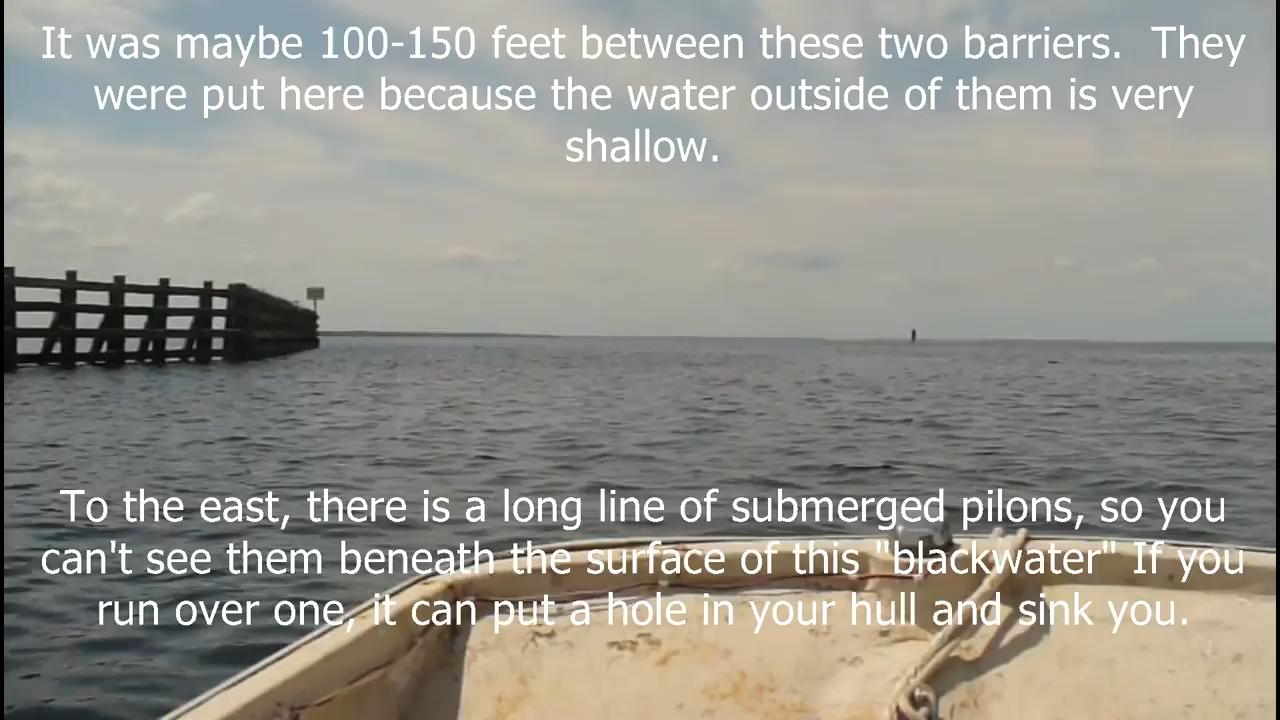 It was maybe 100-150 feet between these two barriers.  They
were put here because the water outside of them is very
shallow.
To the east, there is a long line of submerged pilons, so you
can't see them beneath the surface of this "blackwater" If you
run over one, it can put a hole in your hull and sink you.